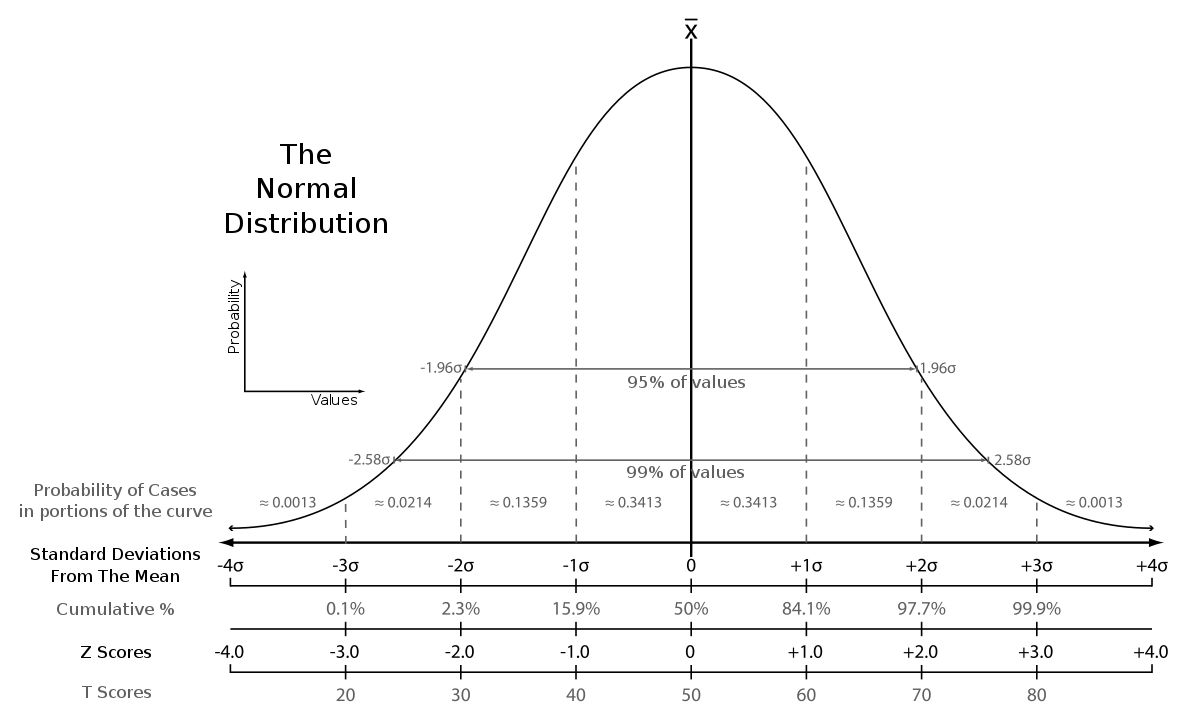 x̅
The
Normal
Distribution
Probability
Values
-1.96σ 1.96σ
95% of values
-2.58σ 2.58σ
99% of values
Probability of Cases
in portions of the curve
≈ 0.0013 ≈ 0.0214 ≈ 0.1359 ≈ 0.3413 ≈ 0.3413 ≈ 0.1359 ≈ 0.0214 ≈ 0.0013
Standard Deviations
From The Mean
-4σ -3σ -2σ -1σ 0 +1σ +2σ +3σ +4σ
Cumulative % 0.1% 2.3% 15.9% 50% 84.1% 97.7% 99.9%
Z Scores -4.0 -3.0 -2.0 -1.0 0 +1.0 +2.0 +3.0 +4.0
T Scores 20 30 40 50 60 70 80